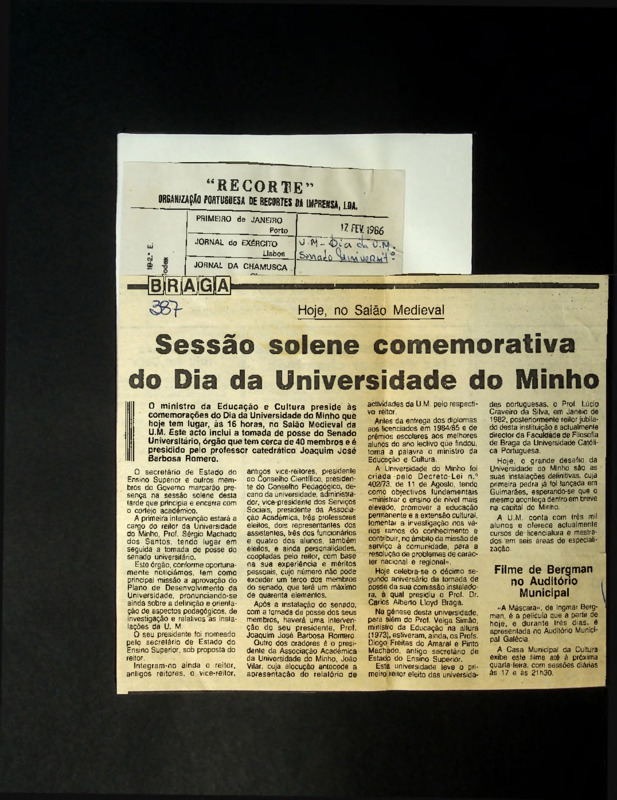 "RECORTE"
ORGANIZAÇÃO PORTUGUESA DE RECORTES DA IMPRENSA, LDA.
PRIMEIRO de JANEIRO
Porto
17 FEV. 1986
JORNAL do EXÉRCITO
Lisboa
U.M - Dia da U.M.
Senado Universitº
JORNAL DA CHAMUSCA
BRAGA
387
Hoje, no Salão Medieval
Sessão solene comemorativa
do Dia da Universidade do Minho
O ministro da Educação e Cultura preside às
comemorações do Dia da Universidade do Minho que
hoje tem lugar, às 16 horas, no Salão Medieval da
U.M. Este acto inclui a tomada de posse do Senado
Universitário, órgão que tem cerca de 40 membros e é
presidido pelo professor catedrático Joaquim José
Barbosa Romero.
O secretário de Estado do
Ensino Superior e outros mem-
bros do Governo marcarão pre-
sença na sessão solene desta
tarde que principia e encerra com
o cortejo académico.
A primeira intervenção estará a
cargo do reitor da Universidade
do Minho, Prof. Sérgio Machado
dos Santos, tendo lugar em
seguida a tomada de posse do
senado universitário.
Este órgão, conforme oportuna-
mente noticiámos, tem como
principal missão a aprovação do
Plano de Desenvolvimento da
Universidade, pronunciando-se
ainda sobre a definição e orienta-
ção de aspectos pedagógicos, de
investigação e relativos às insta-
lações da U. M.
O seu presidente foi nomeado
pelo secretário de Estado do
Ensino Superior, sob proposta do
reitor.
Integram-no ainda o reitor,
antigos reitores, o vice-reitor,
antigos vice-reitores, presidente
do Conselho Científico, presiden-
te do Conselho Pedagógico, de-
cano da universidade, administra-
dor, vice-presidente dos Serviços
Sociais, presidente da Associa-
ção Académica, três professores
eleitos, dois representantes dos
assistentes, três dos funcionários
e quatro dos alunos, também
eleitos, e ainda personalidades,
cooptadas pelo reitor, com base
na sua experiência e méritos
pessoais, cujo número não pode
exceder um terço dos membros
do senado, que terá um máximo
de quarenta elementos.
Após a instalação do senado,
com a tomada de posse dos seus
membros, haverá uma interven-
ção do seu presidente, Prof.
Joaquim José Barbosa Romero.
Outro dos oradores é o presi-
dente da Associação Académica
da Universidade do Minho, João
Vilar, cuja alocução antecede a
apresentação do relatório de
actividades da U.M. pelo respecti-
vo reitor.
Antes da entrega dos diplomas
aos licenciados em 1984/85 e de
prémios escolares aos melhores
alunos do ano lectivo que findou,
toma a palavra o ministro da
Educação e Cultura.
A Universidade do Minho foi
criada pelo Decreto-Lei n.º
402/73, de 11 de Agosto, tendo
como objectivos fundamentais
«ministrar o ensino de nível mais
elevado, promover a educação
permanente e a extensão cultural,
fomentar a investigação nos vá-
rios ramos do conhecimento e
contribuir, no âmbito da missão de
serviço à comunidade, para a
resolução de problemas de carác-
ter nacional e regional».
Hoje celebra-se o décimo se-
gundo aniversário da tomada de
posse da sua comissão instalado-
ra, à qual presidiu o Prof. Dr.
Carlos Alberto Lloyd Braga.
Na génese desta universidade,
para além do Prof. Veiga Simão,
ministro da Educação na altura
(1973), estiveram, ainda, os Profs.
Diogo Freitas do Amaral e Pinto
Machado, antigo secretário de
Estado do Ensino Superior.
Esta universidade teve o pri-
meiro reitor eleito das universida-
des portuguesas, o Prof. Lúcio
Craveiro da Silva, em Janeiro de
1982, posteriormente reitor jubila-
do desta instituição e actualmente
director da Faculdade de Filosofia
de Braga da Universidade Católi-
ca Portuguesa.
Hoje, o grande desafio da
Universidade do Minho são as
suas instalações definitivas, cuja
primeira pedra já foi lançada em
Guimarães, esperando-se que o
mesmo aconteça dentro em breve
na capital do Minho.
A U.M. conta com três mil
alunos e oferece actualmente
cursos de licenciatura e mestra-
dos em seis áreas de especiali-
zação.
Filme de Bergman
no Auditório
Municipal
«A Máscara», de Ingmar Berg-
man, é a película que a partir de
hoje, e durante três dias, é
apresentada no Auditório Munici-
pal Galécia.
A Casa Municipal da Cultura
exibe este filme até à próxima
quarta-feira, com sessões diárias
às 17 e às 21h30.